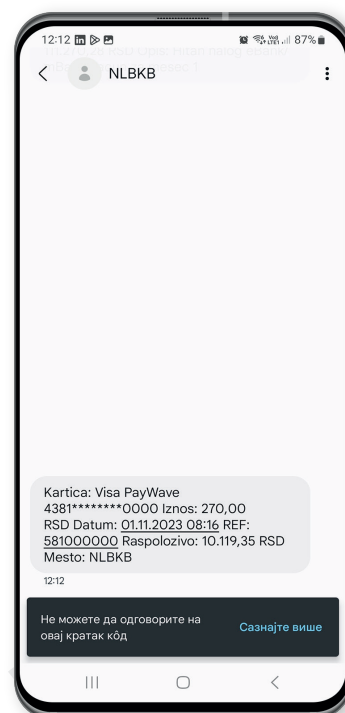 12:12
87%
NLBKB
Kartica: Visa PayWave
4381********0000 Iznos: 270,00
RSD Datum: 01.11.2023 08:16 REF:
581000000 Raspolozivo: 10.119,35 RSD
Mesto: NLBKB
12:12
Не можете да одговорите на
овај кратак кôд
Сазнајте више